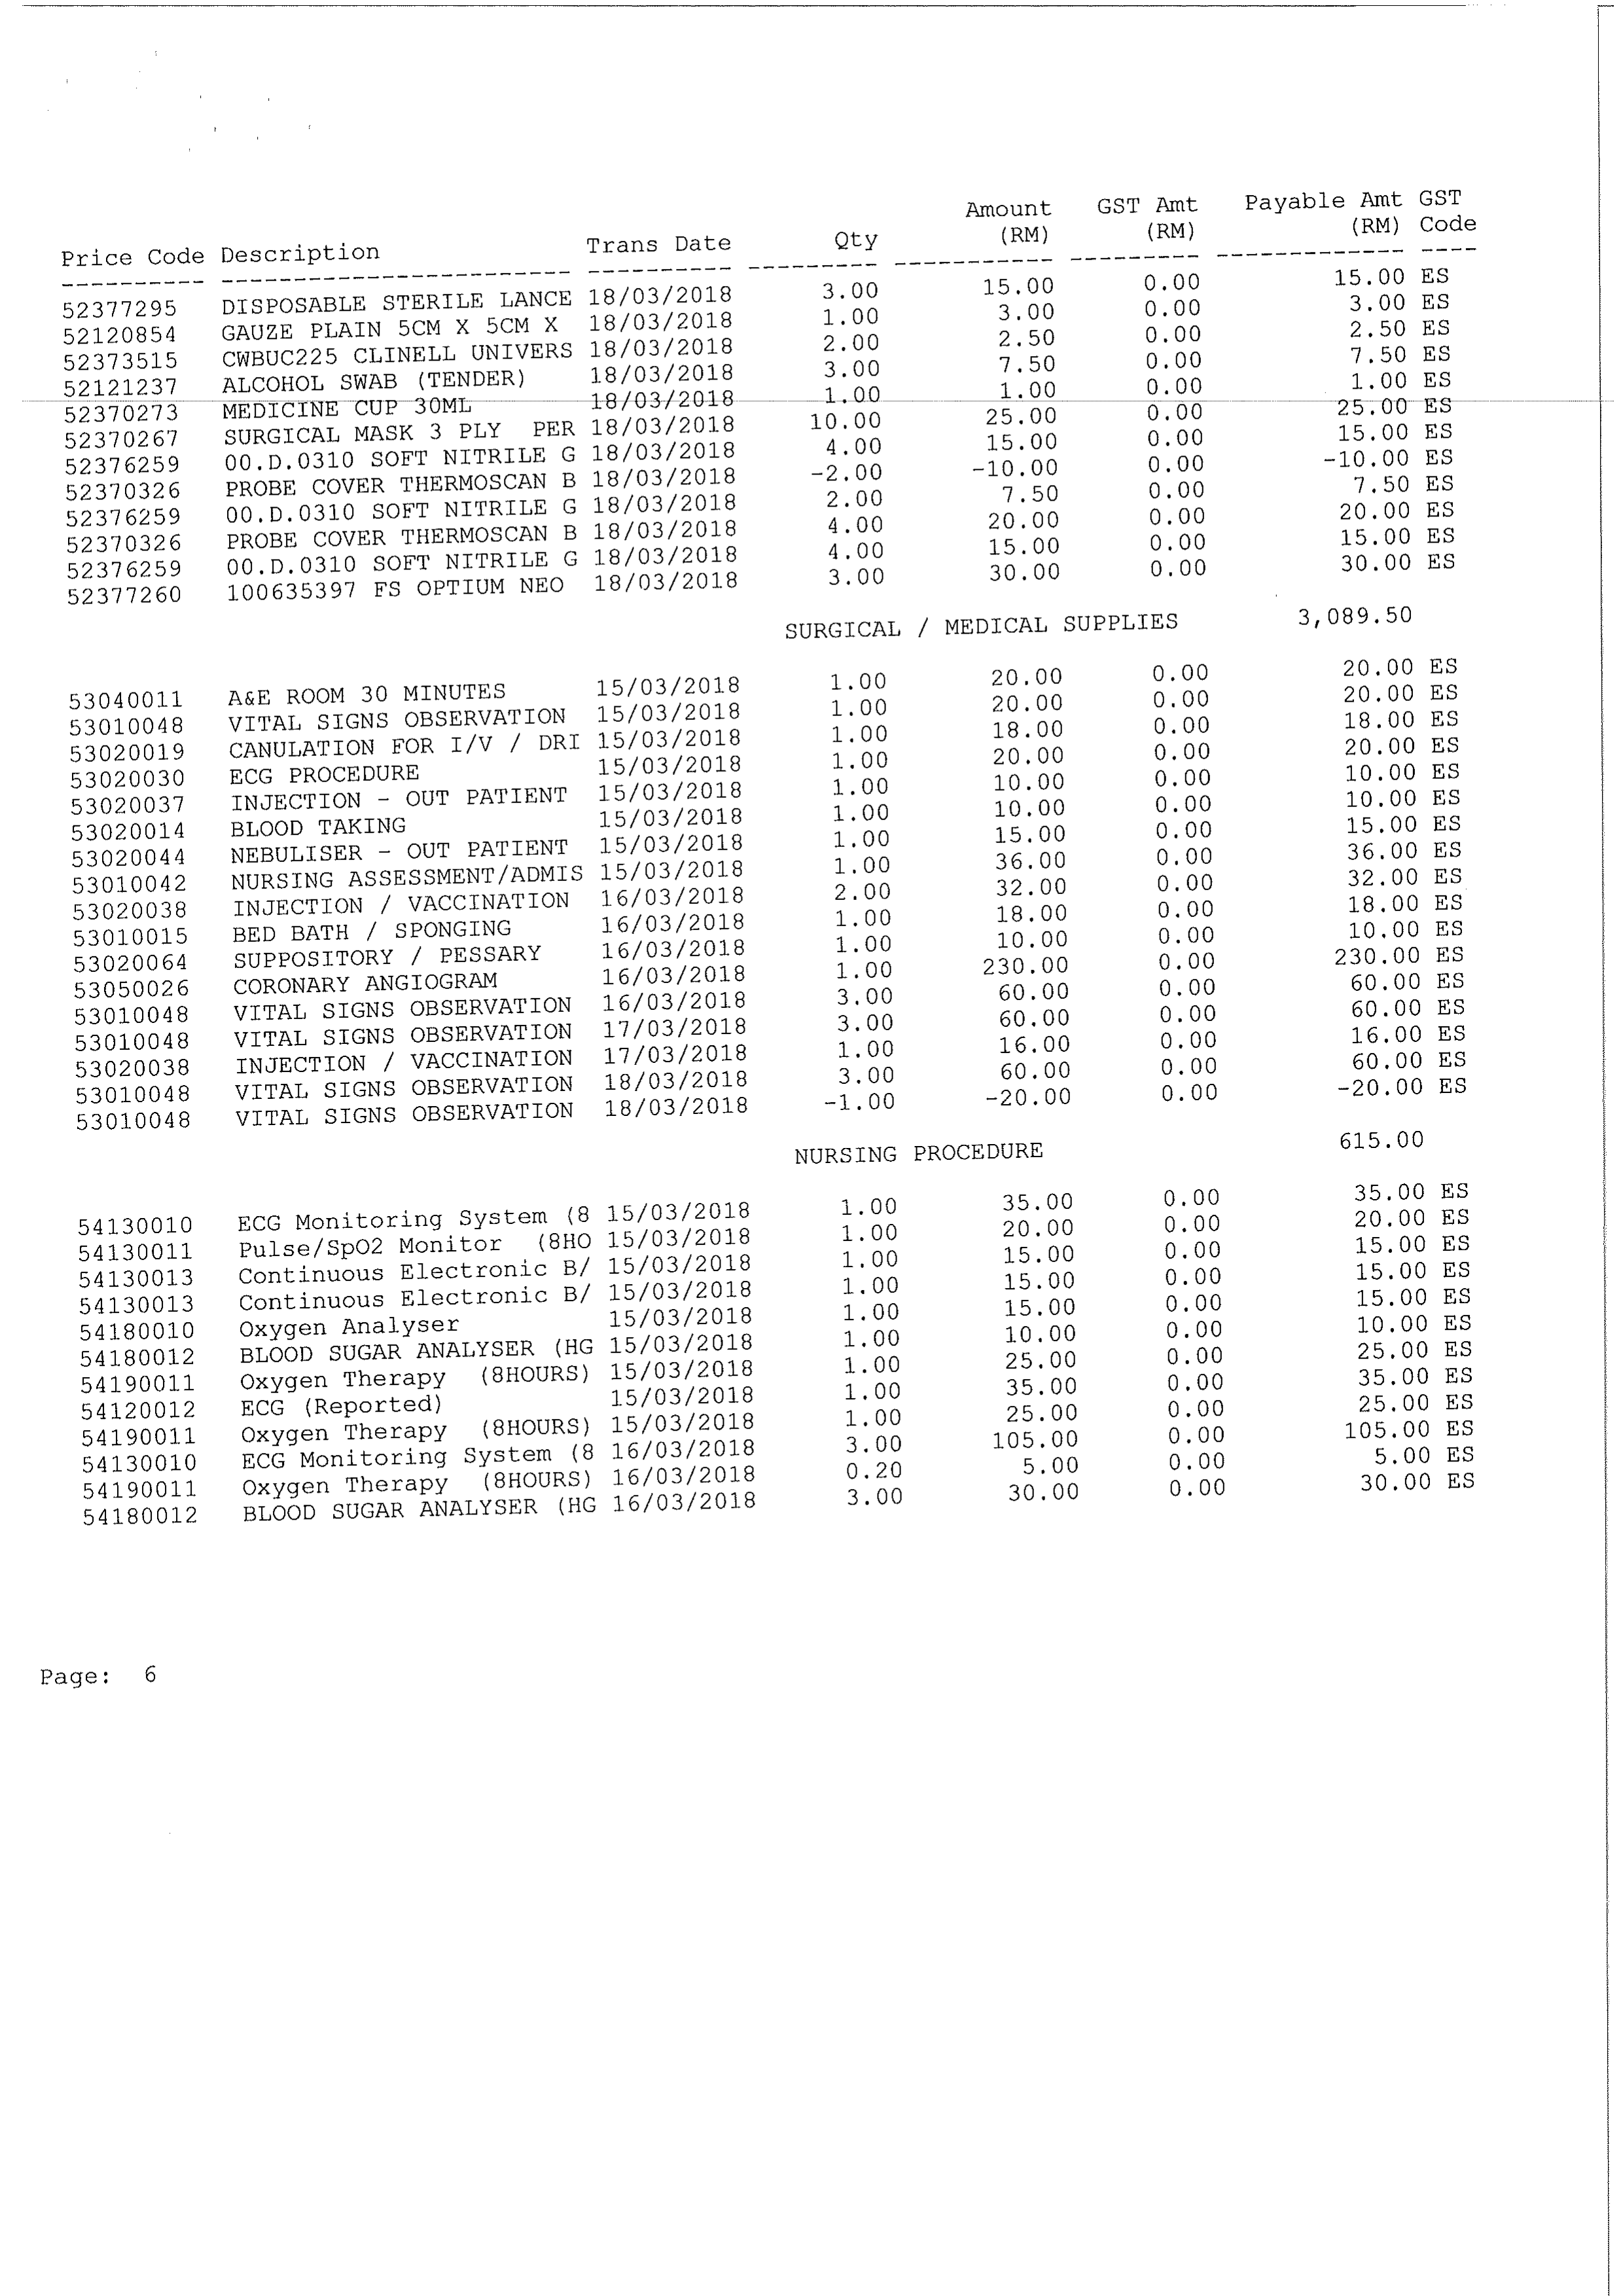 Amount GST Amt Payable Amt GST
Price Code Description Trans Date Qty (RM) (RM) (RM) Code
---------- ------------------------ ---------- --------- ----------- --------- ------------- ----
52377295 DISPOSABLE STERILE LANCE 18/03/2018 3.00 15.00 0.00 15.00 ES
52120854 GAUZE PLAIN 5CM X 5CM X 18/03/2018 1.00 3.00 0.00 3.00 ES
52373515 CWBUC225 CLINELL UNIVERS 18/03/2018 2.00 2.50 0.00 2.50 ES
52121237 ALCOHOL SWAB (TENDER) 18/03/2018 3.00 7.50 0.00 7.50 ES
52370273 MEDICINE CUP 30ML 18/03/2018 1.00 1.00 0.00 1.00 ES
52370267 SURGICAL MASK 3 PLY PER 18/03/2018 10.00 25.00 0.00 25.00 ES
52376259 00.D.0310 SOFT NITRILE G 18/03/2018 4.00 15.00 0.00 15.00 ES
52370326 PROBE COVER THERMOSCAN B 18/03/2018 -2.00 -10.00 0.00 -10.00 ES
52376259 00.D.0310 SOFT NITRILE G 18/03/2018 2.00 7.50 0.00 7.50 ES
52370326 PROBE COVER THERMOSCAN B 18/03/2018 4.00 20.00 0.00 20.00 ES
52376259 00.D.0310 SOFT NITRILE G 18/03/2018 4.00 15.00 0.00 15.00 ES
52377260 100635397 FS OPTIUM NEO 18/03/2018 3.00 30.00 0.00 30.00 ES
SURGICAL / MEDICAL SUPPLIES 3,089.50
53040011 A&E ROOM 30 MINUTES 15/03/2018 1.00 20.00 0.00 20.00 ES
53010048 VITAL SIGNS OBSERVATION 15/03/2018 1.00 20.00 0.00 20.00 ES
53020019 CANULATION FOR I/V / DRI 15/03/2018 1.00 18.00 0.00 18.00 ES
53020030 ECG PROCEDURE 15/03/2018 1.00 20.00 0.00 20.00 ES
53020037 INJECTION - OUT PATIENT 15/03/2018 1.00 10.00 0.00 10.00 ES
53020014 BLOOD TAKING 15/03/2018 1.00 10.00 0.00 10.00 ES
53020044 NEBULISER - OUT PATIENT 15/03/2018 1.00 15.00 0.00 15.00 ES
53010042 NURSING ASSESSMENT/ADMIS 15/03/2018 1.00 36.00 0.00 36.00 ES
53020038 INJECTION / VACCINATION 16/03/2018 2.00 32.00 0.00 32.00 ES
53010015 BED BATH / SPONGING 16/03/2018 1.00 18.00 0.00 18.00 ES
53020064 SUPPOSITORY / PESSARY 16/03/2018 1.00 10.00 0.00 10.00 ES
53050026 CORONARY ANGIOGRAM 16/03/2018 1.00 230.00 0.00 230.00 ES
53010048 VITAL SIGNS OBSERVATION 16/03/2018 3.00 60.00 0.00 60.00 ES
53010048 VITAL SIGNS OBSERVATION 17/03/2018 3.00 60.00 0.00 60.00 ES
53020038 INJECTION / VACCINATION 17/03/2018 1.00 16.00 0.00 16.00 ES
53010048 VITAL SIGNS OBSERVATION 18/03/2018 3.00 60.00 0.00 60.00 ES
53010048 VITAL SIGNS OBSERVATION 18/03/2018 -1.00 -20.00 0.00 -20.00 ES
NURSING PROCEDURE 615.00
54130010 ECG Monitoring System (8 15/03/2018 1.00 35.00 0.00 35.00 ES
54130011 Pulse/SpO2 Monitor (8HO 15/03/2018 1.00 20.00 0.00 20.00 ES
54130013 Continuous Electronic B/ 15/03/2018 1.00 15.00 0.00 15.00 ES
54130013 Continuous Electronic B/ 15/03/2018 1.00 15.00 0.00 15.00 ES
54180010 Oxygen Analyser 15/03/2018 1.00 15.00 0.00 15.00 ES
54180012 BLOOD SUGAR ANALYSER (HG 15/03/2018 1.00 10.00 0.00 10.00 ES
54190011 Oxygen Therapy (8HOURS) 15/03/2018 1.00 25.00 0.00 25.00 ES
54120012 ECG (Reported) 15/03/2018 1.00 35.00 0.00 35.00 ES
54190011 Oxygen Therapy (8HOURS) 15/03/2018 1.00 25.00 0.00 25.00 ES
54130010 ECG Monitoring System (8 16/03/2018 3.00 105.00 0.00 105.00 ES
54190011 Oxygen Therapy (8HOURS) 16/03/2018 0.20 5.00 0.00 5.00 ES
54180012 BLOOD SUGAR ANALYSER (HG 16/03/2018 3.00 30.00 0.00 30.00 ES
Page: 6